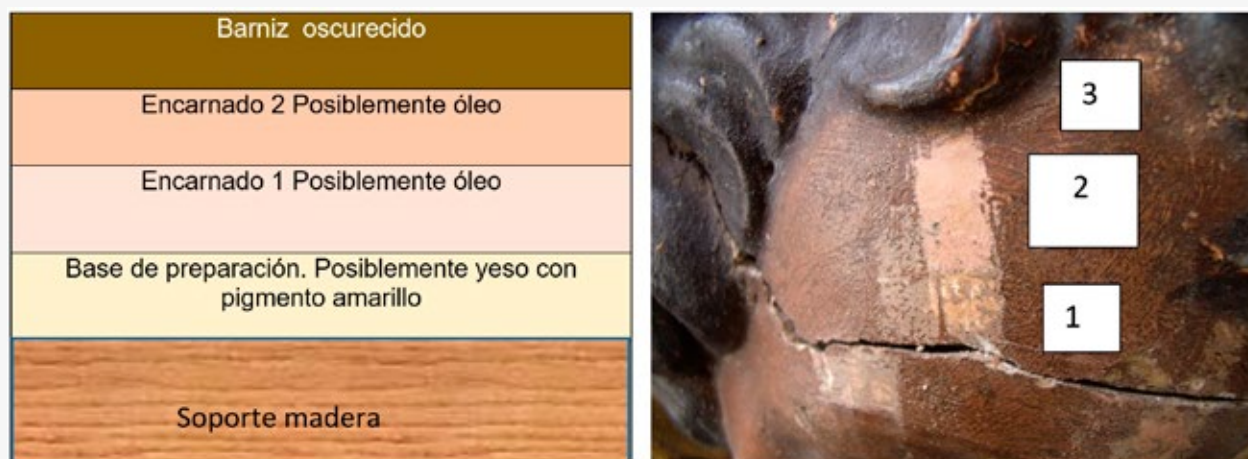 Barniz oscurecido
Encarnado 2 Posiblemente óleo
Encarnado 1 Posiblemente óleo
Base de preparación. Posiblemente yeso con
pigmento amarillo
Soporte madera
3
2
1